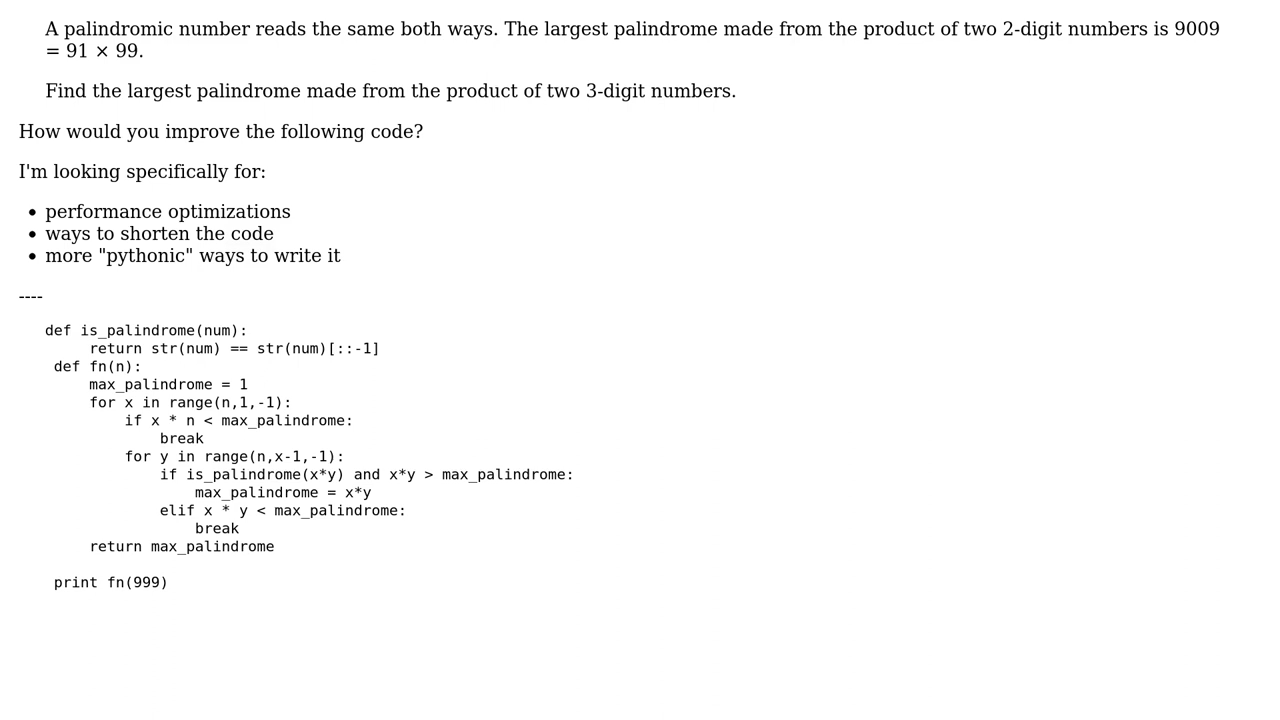 A palindromic number reads the same both ways. The largest palindrome made from the product of two 2-digit numbers is 9009
= 91 × 99.
Find the largest palindrome made from the product of two 3-digit numbers.
How would you improve the following code?
I'm looking specifically for:
• performance optimizations
• ways to shorten the code
• more "pythonic" ways to write it
----
def is_palindrome(num):
     return str(num) == str(num)[::-1]
 def fn(n):
     max_palindrome = 1
     for x in range(n,1,-1):
         if x * n < max_palindrome:
             break
         for y in range(n,x-1,-1):
             if is_palindrome(x*y) and x*y > max_palindrome:
                 max_palindrome = x*y
             elif x * y < max_palindrome:
                 break
     return max_palindrome
 print fn(999)